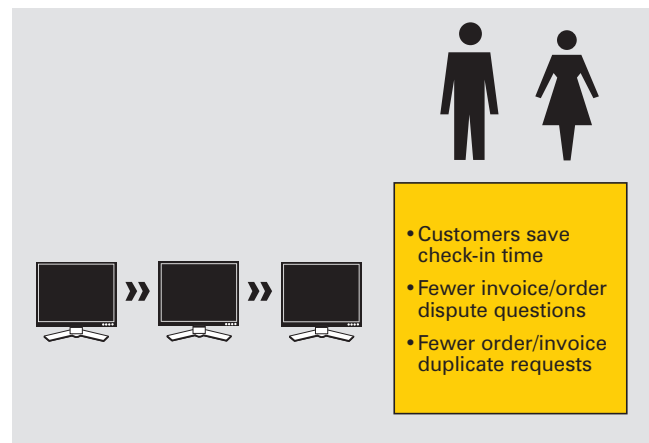 •Customers save
check-in time
•Fewer invoice/order
dispute questions
•Fewer order/invoice
duplicate requests